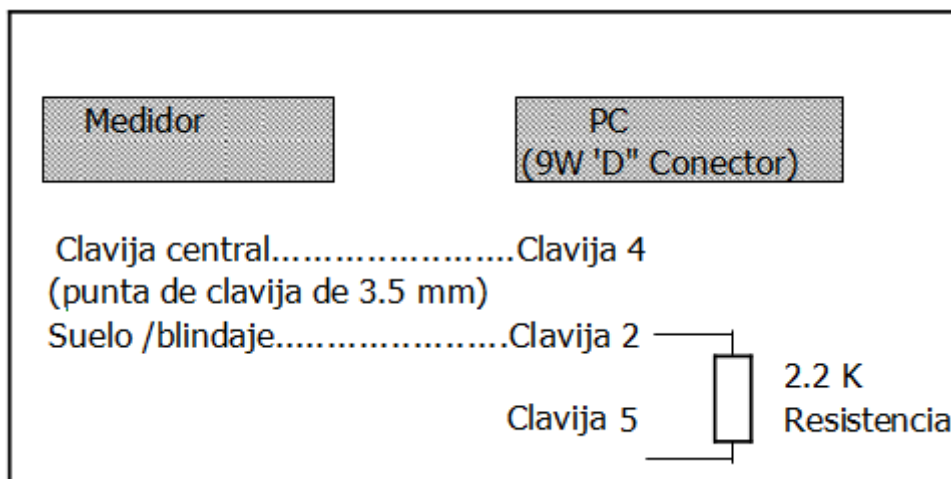 Medidor
PC
(9W 'D" Conector)
Clavija central.......................Clavija 4
(punta de clavija de 3.5 mm)
Suelo /blindaje......................Clavija 2
2.2 K
Clavija 5
Resistencia